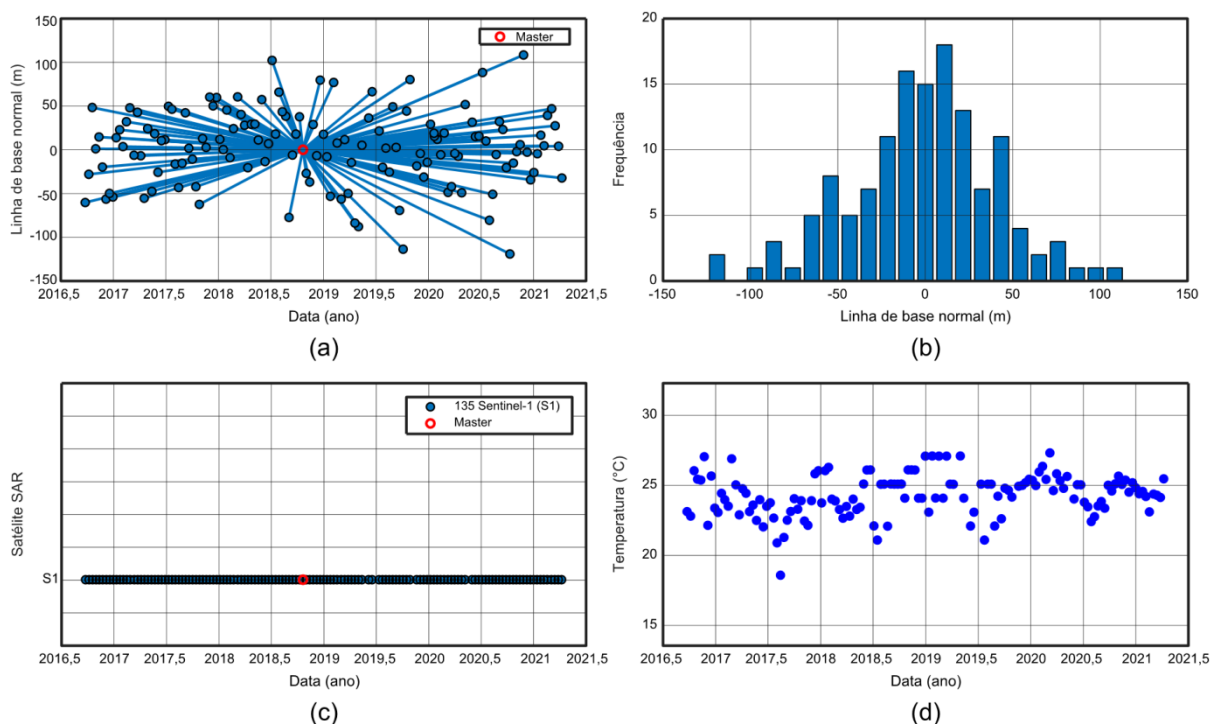 150
100
50
0
-50
-100
-150
Linha de base normal (m)
Master
2016,5 2017 2017,5 2018 2018,5 2019 2019,5 2020 2020,5 2021 2021,5
Data (ano)
(a)
20
15
10
5
0
Frequência
-150 -100 -50 0 50 100 150
Linha de base normal (m)
(b)
Satélite SAR
S1
135 Sentinel-1 (S1)
Master
2016,5 2017 2017,5 2018 2018,5 2019 2019,5 2020 2020,5 2021 2021,5
Data (ano)
(c)
30
25
20
15
Temperatura (°C)
2016,5 2017 2017,5 2018 2018,5 2019 2019,5 2020 2020,5 2021 2021,5
Data (ano)
(d)